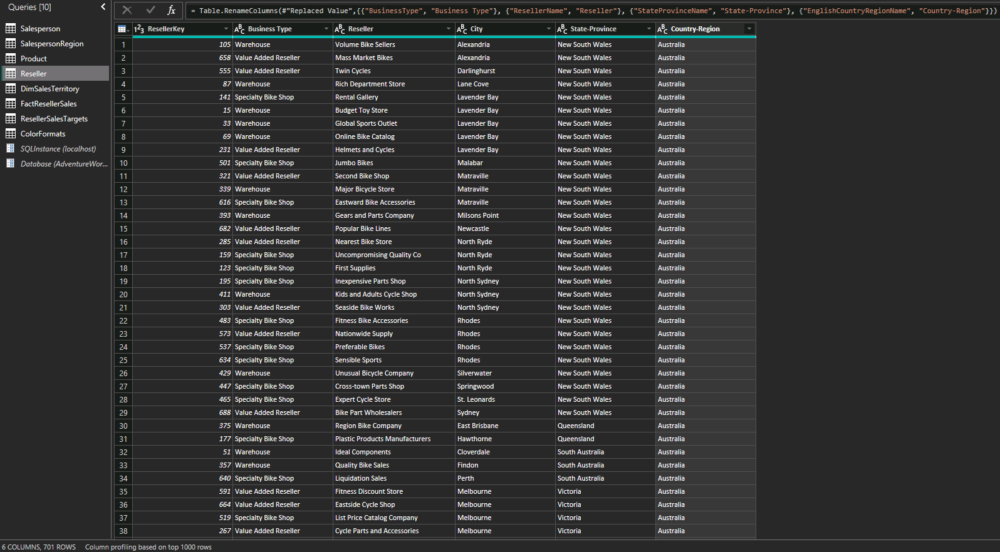 Queries [10]
Salesperson
SalespersonRegion
Product
Reseller
DimSalesTerritory
FactResellerSales
ResellerSalesTargets
ColorFormats
SQLInstance (localhost)
Database (AdventureWor...
fx = Table.RenameColumns(#"Replaced Value",{{"BusinessType", "Business Type"}, {"ResellerName", "Reseller"}, {"StateProvinceName", "State-Province"}, {"EnglishCountryRegionName", "Country-Region"}})
123 ResellerKey ABC Business Type ABC Reseller ABC City ABC State-Province ABC Country-Region
1 105 Warehouse Volume Bike Sellers Alexandria New South Wales Australia
2 658 Value Added Reseller Mass Market Bikes Alexandria New South Wales Australia
3 555 Value Added Reseller Twin Cycles Darlinghurst New South Wales Australia
4 87 Warehouse Rich Department Store Lane Cove New South Wales Australia
5 141 Specialty Bike Shop Rental Gallery Lavender Bay New South Wales Australia
6 15 Warehouse Budget Toy Store Lavender Bay New South Wales Australia
7 33 Warehouse Global Sports Outlet Lavender Bay New South Wales Australia
8 69 Warehouse Online Bike Catalog Lavender Bay New South Wales Australia
9 231 Value Added Reseller Helmets and Cycles Lavender Bay New South Wales Australia
10 501 Specialty Bike Shop Jumbo Bikes Malabar New South Wales Australia
11 321 Value Added Reseller Second Bike Shop Matraville New South Wales Australia
12 339 Warehouse Major Bicycle Store Matraville New South Wales Australia
13 616 Specialty Bike Shop Eastward Bike Accessories Matraville New South Wales Australia
14 393 Warehouse Gears and Parts Company Milsons Point New South Wales Australia
15 682 Value Added Reseller Popular Bike Lines Newcastle New South Wales Australia
16 285 Value Added Reseller Nearest Bike Store North Ryde New South Wales Australia
17 159 Specialty Bike Shop Uncompromising Quality Co North Ryde New South Wales Australia
18 123 Specialty Bike Shop First Supplies North Ryde New South Wales Australia
19 195 Specialty Bike Shop Inexpensive Parts Shop North Sydney New South Wales Australia
20 411 Warehouse Kids and Adults Cycle Shop North Sydney New South Wales Australia
21 303 Value Added Reseller Seaside Bike Works North Sydney New South Wales Australia
22 483 Specialty Bike Shop Fitness Bike Accessories Rhodes New South Wales Australia
23 573 Value Added Reseller Nationwide Supply Rhodes New South Wales Australia
24 537 Specialty Bike Shop Preferable Bikes Rhodes New South Wales Australia
25 634 Specialty Bike Shop Sensible Sports Rhodes New South Wales Australia
26 429 Warehouse Unusual Bicycle Company Silverwater New South Wales Australia
27 447 Specialty Bike Shop Cross-town Parts Shop Springwood New South Wales Australia
28 465 Specialty Bike Shop Expert Cycle Store St. Leonards New South Wales Australia
29 688 Value Added Reseller Bike Part Wholesalers Sydney New South Wales Australia
30 375 Warehouse Region Bike Company East Brisbane Queensland Australia
31 177 Specialty Bike Shop Plastic Products Manufacturers Hawthorne Queensland Australia
32 51 Warehouse Ideal Components Cloverdale South Australia Australia
33 357 Warehouse Quality Bike Sales Findon South Australia Australia
34 640 Specialty Bike Shop Liquidation Sales Perth South Australia Australia
35 591 Value Added Reseller Fitness Discount Store Melbourne Victoria Australia
36 664 Value Added Reseller Eastside Cycle Shop Melbourne Victoria Australia
37 519 Specialty Bike Shop List Price Catalog Company Melbourne Victoria Australia
38 267 Value Added Reseller Cycle Parts and Accessories Melbourne Victoria Australia
6 COLUMNS, 701 ROWS Column profiling based on top 1000 rows